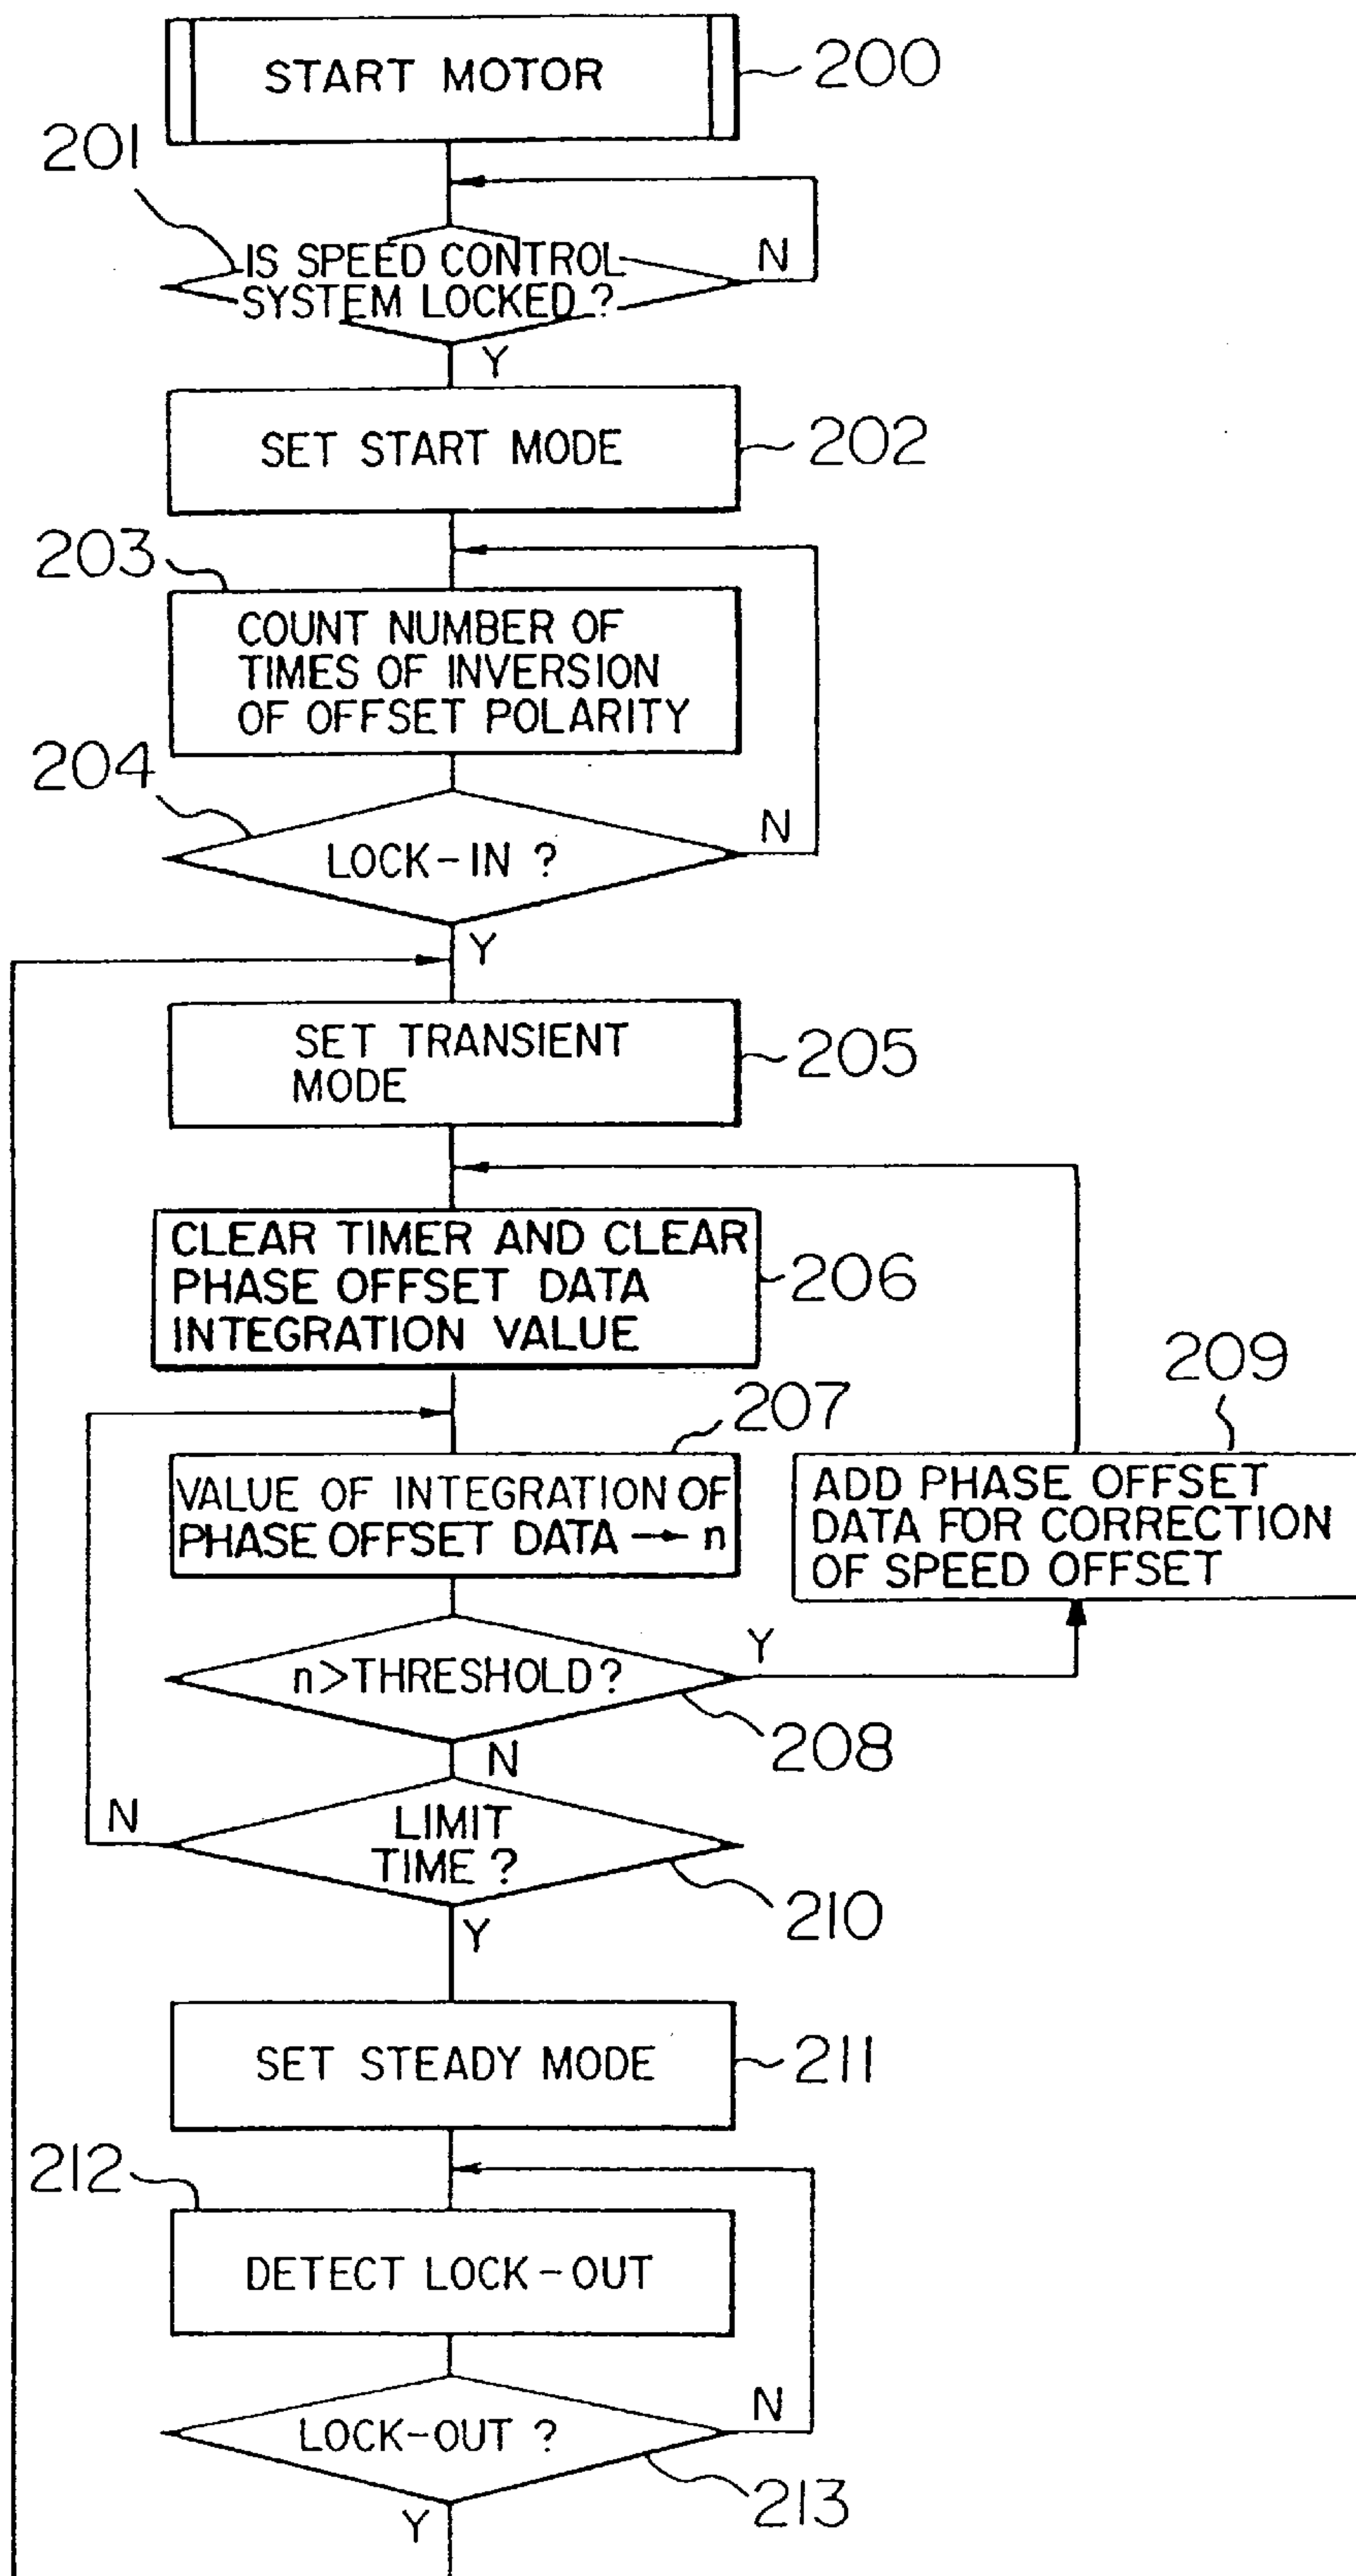 START MOTOR
200
201
IS SPEED CONTROL
SYSTEM LOCKED ?
N
Y
SET START MODE
202
203
COUNT NUMBER OF
TIMES OF INVERSION
OF OFFSET POLARITY
204
LOCK-IN ?
N
Y
SET TRANSIENT
MODE
205
CLEAR TIMER AND CLEAR
PHASE OFFSET DATA
INTEGRATION VALUE
206
207
VALUE OF INTEGRATION OF
PHASE OFFSET DATA → n
209
ADD PHASE OFFSET
DATA FOR CORRECTION
OF SPEED OFFSET
n>THRESHOLD?
Y
208
N
LIMIT
TIME ?
N
210
Y
SET STEADY MODE
211
212
DETECT LOCK-OUT
LOCK-OUT ?
N
213
Y